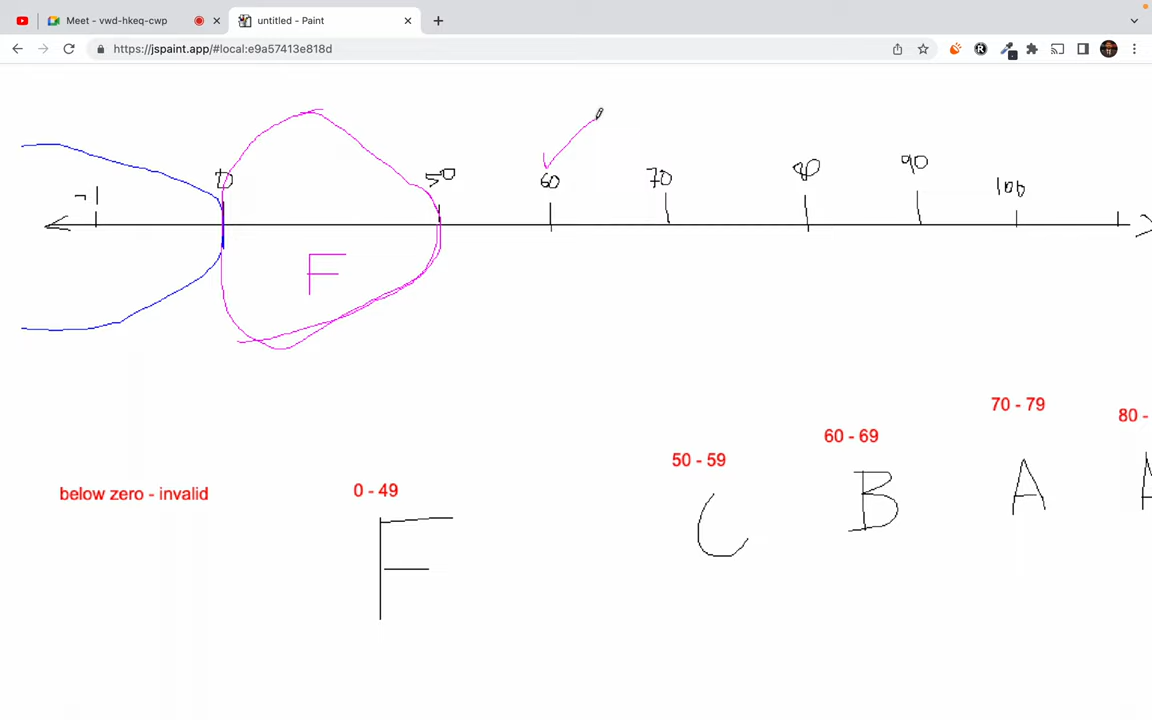 Meet - vwd-hkeq-cwp
untitled - Paint
https://jspaint.app/#local:e9a57413e818d
-1 0 50 60 70 80 90 100
F
70 - 79
80 -
60 - 69
50 - 59
below zero - invalid
0 - 49
F
C
B
A
A